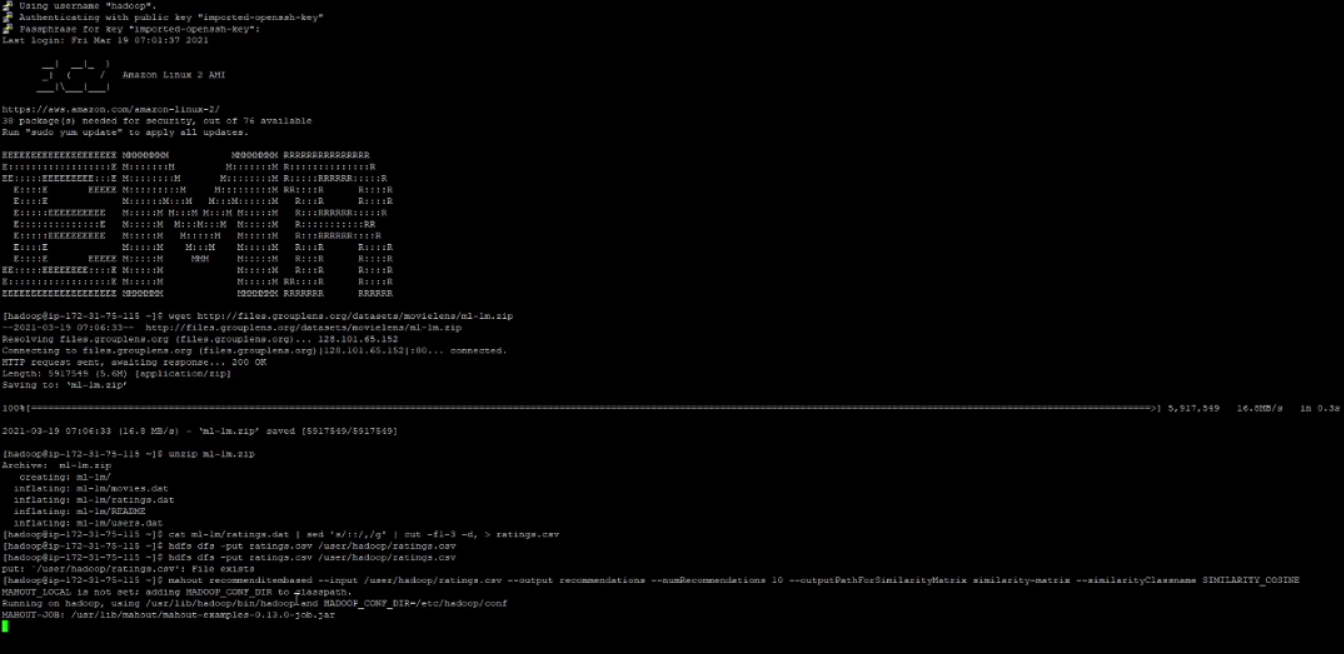 Using username "hadoop".
Authenticating with public key "imported-openssh-key"
Passphrase for key "imported-openssh-key":
Last login: Fri Mar 19 07:01:37 2021
__|  __|_  )
_|  (     /   Amazon Linux 2 AMI
___|\___|___|
https://aws.amazon.com/amazon-linux-2/
38 package(s) needed for security, out of 76 available
Run "sudo yum update" to apply all updates.
EEEEEEEEEEEEEEEEEEEE MMMMMMMM           MMMMMMMM RRRRRRRRRRRRRRR
E::::::::::::::::::E M:::::::M         M:::::::M R::::::::::::::R
EE:::::EEEEEEEEE:::E M::::::::M       M::::::::M R:::::RRRRRR:::::R
E::::E       EEEEE M:::::::::M     M:::::::::M RR::::R      R::::R
E::::E             M::::::M:::M   M:::M::::::M   R:::R      R::::R
E:::::EEEEEEEEEE   M:::::M M:::M M:::M M:::::M   R:::RRRRRR:::::R
E::::::::::::::E   M:::::M  M:::M:::M  M:::::M   R:::::::::::RR
E:::::EEEEEEEEEE   M:::::M   M:::::M   M:::::M   R:::RRRRRR::::R
E::::E             M:::::M    M:::M    M:::::M   R:::R      R::::R
E::::E       EEEEE M:::::M     MMM     M:::::M   R:::R      R::::R
EE:::::EEEEEEEE::::E M:::::M             M:::::M   R:::R      R::::R
E::::::::::::::::::E M:::::M             M:::::M RR::::R      R::::R
EEEEEEEEEEEEEEEEEEEE MMMMMMM             MMMMMMM RRRRRRR      RRRRRR
[hadoop@ip-172-31-75-115 ~]$ wget http://files.grouplens.org/datasets/movielens/ml-1m.zip
--2021-03-19 07:06:33--  http://files.grouplens.org/datasets/movielens/ml-1m.zip
Resolving files.grouplens.org (files.grouplens.org)... 128.101.65.152
Connecting to files.grouplens.org (files.grouplens.org)|128.101.65.152|:80... connected.
HTTP request sent, awaiting response... 200 OK
Length: 5917549 (5.6M) [application/zip]
Saving to: ‘ml-1m.zip’
100%[======================================>] 5,917,549   16.8MB/s   in 0.3s
2021-03-19 07:06:33 (16.8 MB/s) - ‘ml-1m.zip’ saved [5917549/5917549]
[hadoop@ip-172-31-75-115 ~]$ unzip ml-1m.zip
Archive:  ml-1m.zip
creating: ml-1m/
inflating: ml-1m/movies.dat
inflating: ml-1m/ratings.dat
inflating: ml-1m/README
inflating: ml-1m/users.dat
[hadoop@ip-172-31-75-115 ~]$ cat ml-1m/ratings.dat | sed 's/::/,/g' | cut -f1-3 -d, > ratings.csv
[hadoop@ip-172-31-75-115 ~]$ hdfs dfs -put ratings.csv /user/hadoop/ratings.csv
[hadoop@ip-172-31-75-115 ~]$ hdfs dfs -put ratings.csv /user/hadoop/ratings.csv
put: `/user/hadoop/ratings.csv': File exists
[hadoop@ip-172-31-75-115 ~]$ mahout recommenditembased --input /user/hadoop/ratings.csv --output recommendations --numRecommendations 10 --outputPathForSimilarityMatrix similarity-matrix --similarityClassname SIMILARITY_COSINE
MAHOUT_LOCAL is not set; adding HADOOP_CONF_DIR to classpath.
Running on hadoop, using /usr/lib/hadoop/bin/hadoop and HADOOP_CONF_DIR=/etc/hadoop/conf
MAHOUT-JOB: /usr/lib/mahout/mahout-examples-0.13.0-job.jar